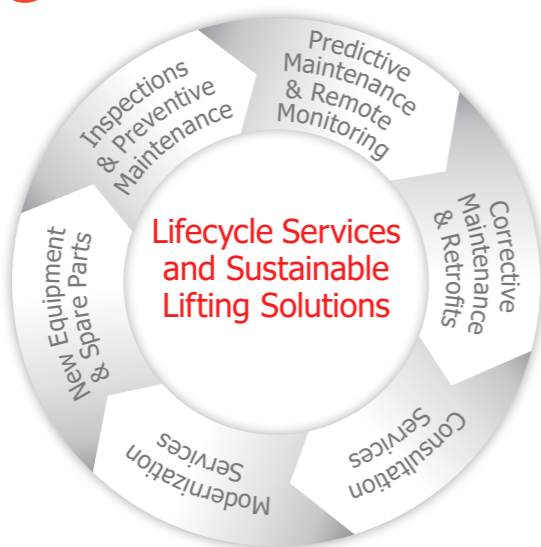 Predictive
Maintenance
& Remote
Monitoring
Corrective
Maintenance
& Retrofits
Consultation
Services
Modernization
Services
New Equipment
& Spare Parts
Inspections
& Preventive
Maintenance
Lifecycle Services
and Sustainable
Lifting Solutions